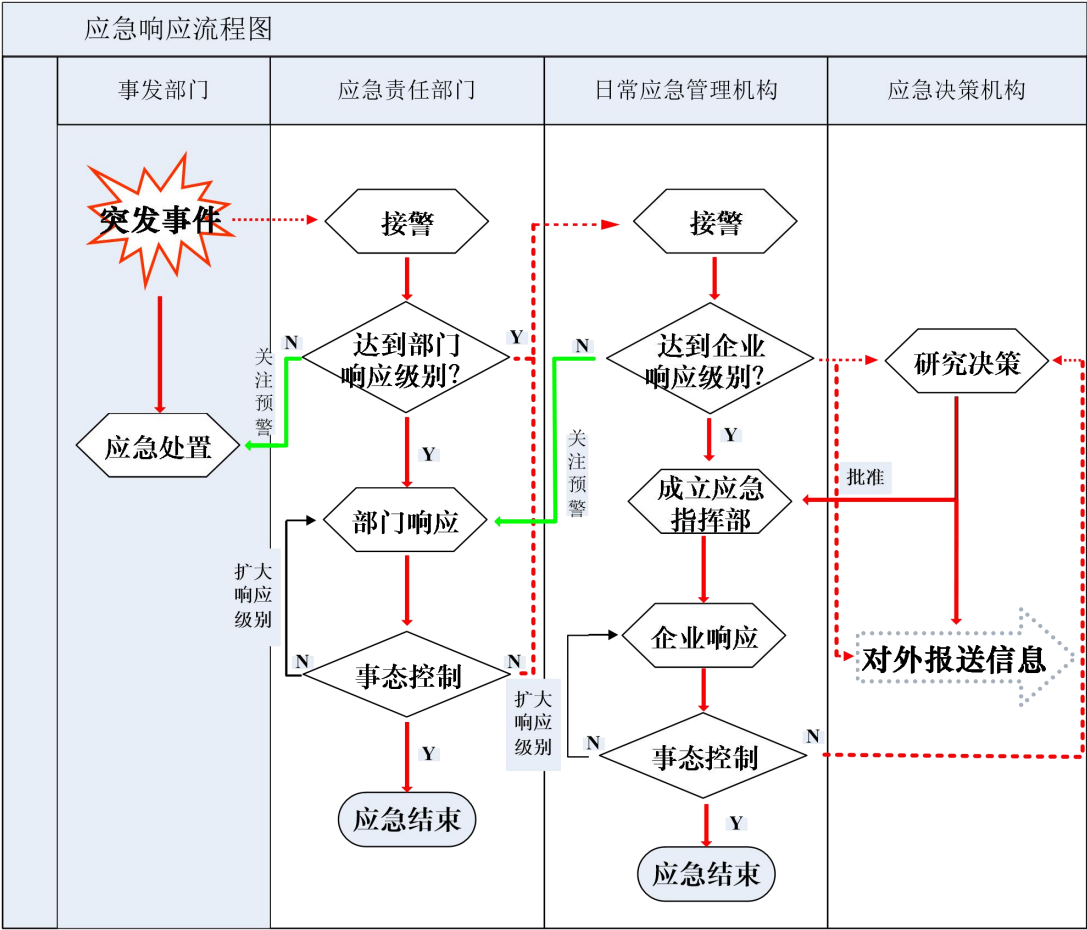 应急响应流程图
事发部门
应急责任部门
日常应急管理机构
应急决策机构
突发事件
接警
接警
N
达到部门
响应级别?
Y
N
达到企业
响应级别?
研究决策
关
注
预
警
应急处置
Y
Y
关
注
预
警
成立应急
指挥部
批准
部门响应
扩大
响应
级别
企业响应
N
事态控制
N
对外报送信息
扩大
响应
级别
N
事态控制
N
Y
应急结束
Y
应急结束